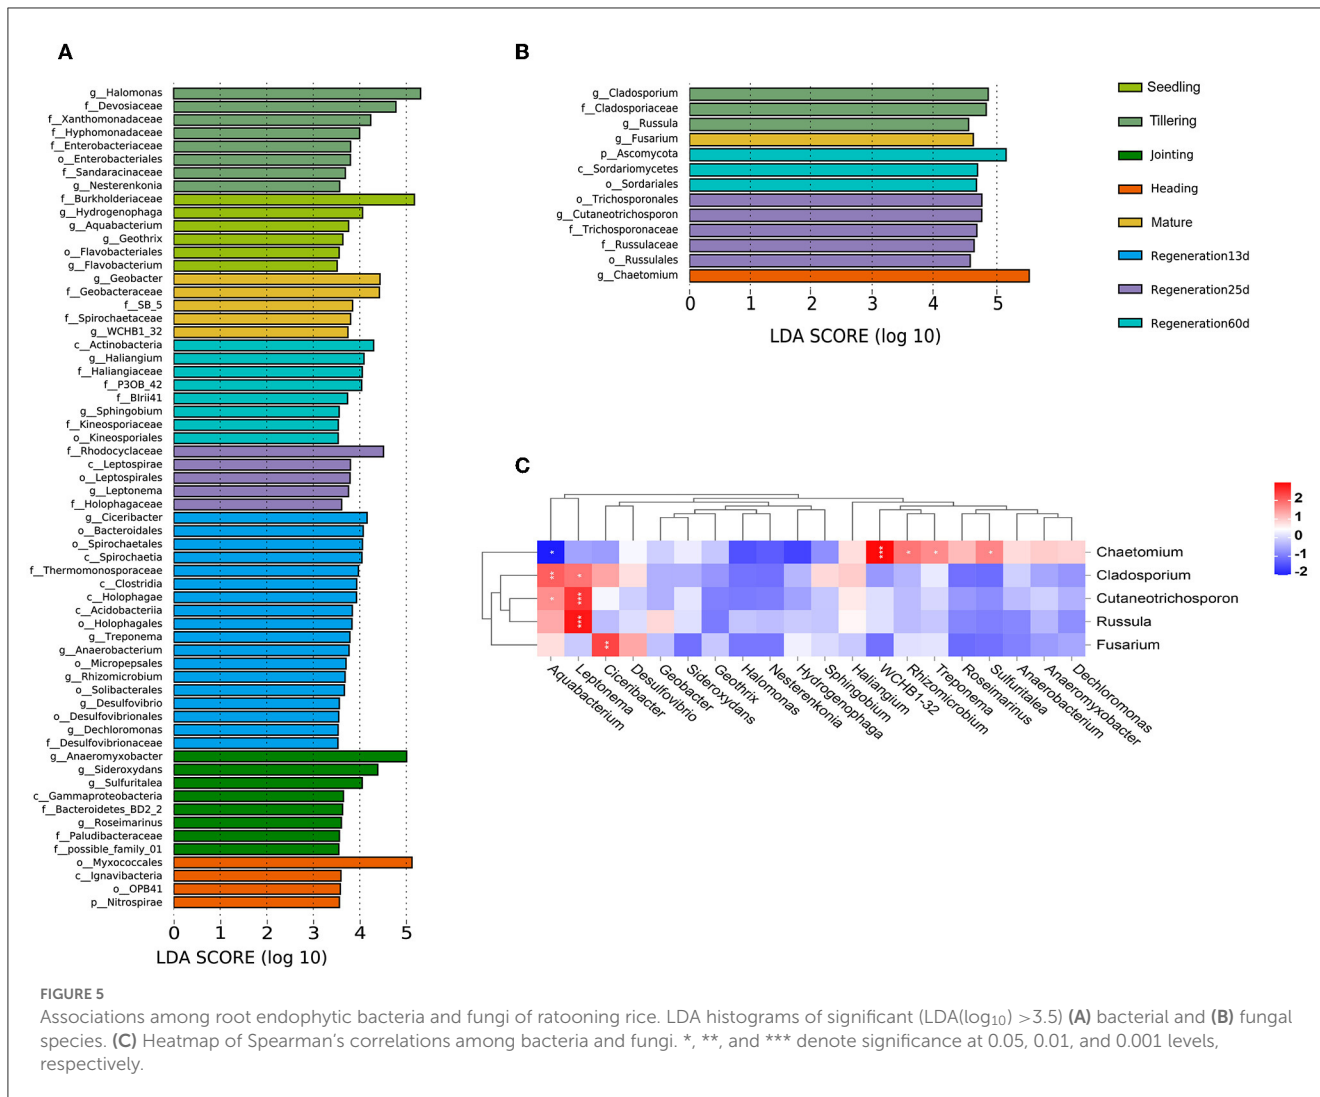 A
g__Halomonas
f__Devosiaceae
f__Xanthomonadaceae
f__Hyphomonadaceae
f__Enterobacteriaceae
o__Enterobacteriales
f__Sandaracinaceae
g__Nesterenkonia
f__Burkholderiaceae
g__Hydrogenophaga
g__Aquabacterium
g__Geothrix
o__Flavobacteriales
g__Flavobacterium
g__Geobacter
f__Geobacteraceae
f__SB_5
f__Spirochaetaceae
g__WCHB1_32
c__Actinobacteria
g__Haliangium
f__Haliangiaceae
f__P3OB_42
f__BIrii41
g__Sphingobium
f__Kineosporiaceae
o__Kineosporiales
f__Rhodocyclaceae
c__Leptospirae
o__Leptospirales
g__Leptonema
f__Holophagaceae
g__Ciceribacter
o__Bacteroidales
o__Spirochaetales
c__Spirochaetia
f__Thermomonosporaceae
c__Clostridia
c__Holophagae
c__Acidobacteriia
o__Holophagales
g__Treponema
g__Anaerobacterium
o__Micropepsales
g__Rhizomicrobium
o__Solibacterales
g__Desulfovibrio
o__Desulfovibrionales
g__Dechloromonas
f__Desulfovibrionaceae
g__Anaeromyxobacter
g__Sideroxydans
g__Sulfuritalea
c__Gammaproteobacteria
f__Bacteroidetes_BD2_2
g__Roseimarinus
f__Paludibacteraceae
f__possible_family_01
o__Myxococcales
c__Ignavibacteria
o__OPB41
p__Nitrospirae
0 1 2 3 4 5
LDA SCORE (log 10)
B
g__Cladosporium
f__Cladosporiaceae
g__Russula
g__Fusarium
p__Ascomycota
c__Sordariomycetes
o__Sordariales
o__Trichosporonales
g__Cutaneotrichosporon
f__Trichosporonaceae
f__Russulaceae
o__Russulales
g__Chaetomium
0 1 2 3 4 5
LDA SCORE (log 10)
Seedling
Tillering
Jointing
Heading
Mature
Regeneration13d
Regeneration25d
Regeneration60d
C
2
1
0
-1
-2
* *** * * * Chaetomium
** * Cladosporium
* *** Cutaneotrichosporon
*** Russula
** Fusarium
Aquabacterium
Leptonema
Ciceribacter
Desulfovibrio
Geobacter
Sideroxydans
Geothrix
Halomonas
Nesterenkonia
Hydrogenophaga
Sphingobium
Haliangium
WCHB1-32
Rhizomicrobium
Treponema
Roseimarinus
Sulfuritalea
Anaerobacterium
Anaeromyxobacter
Dechloromonas
FIGURE 5
Associations among root endophytic bacteria and fungi of ratooning rice. LDA histograms of significant (LDA(log10) >3.5) (A) bacterial and (B) fungal
species. (C) Heatmap of Spearman's correlations among bacteria and fungi. *, **, and *** denote significance at 0.05, 0.01, and 0.001 levels,
respectively.